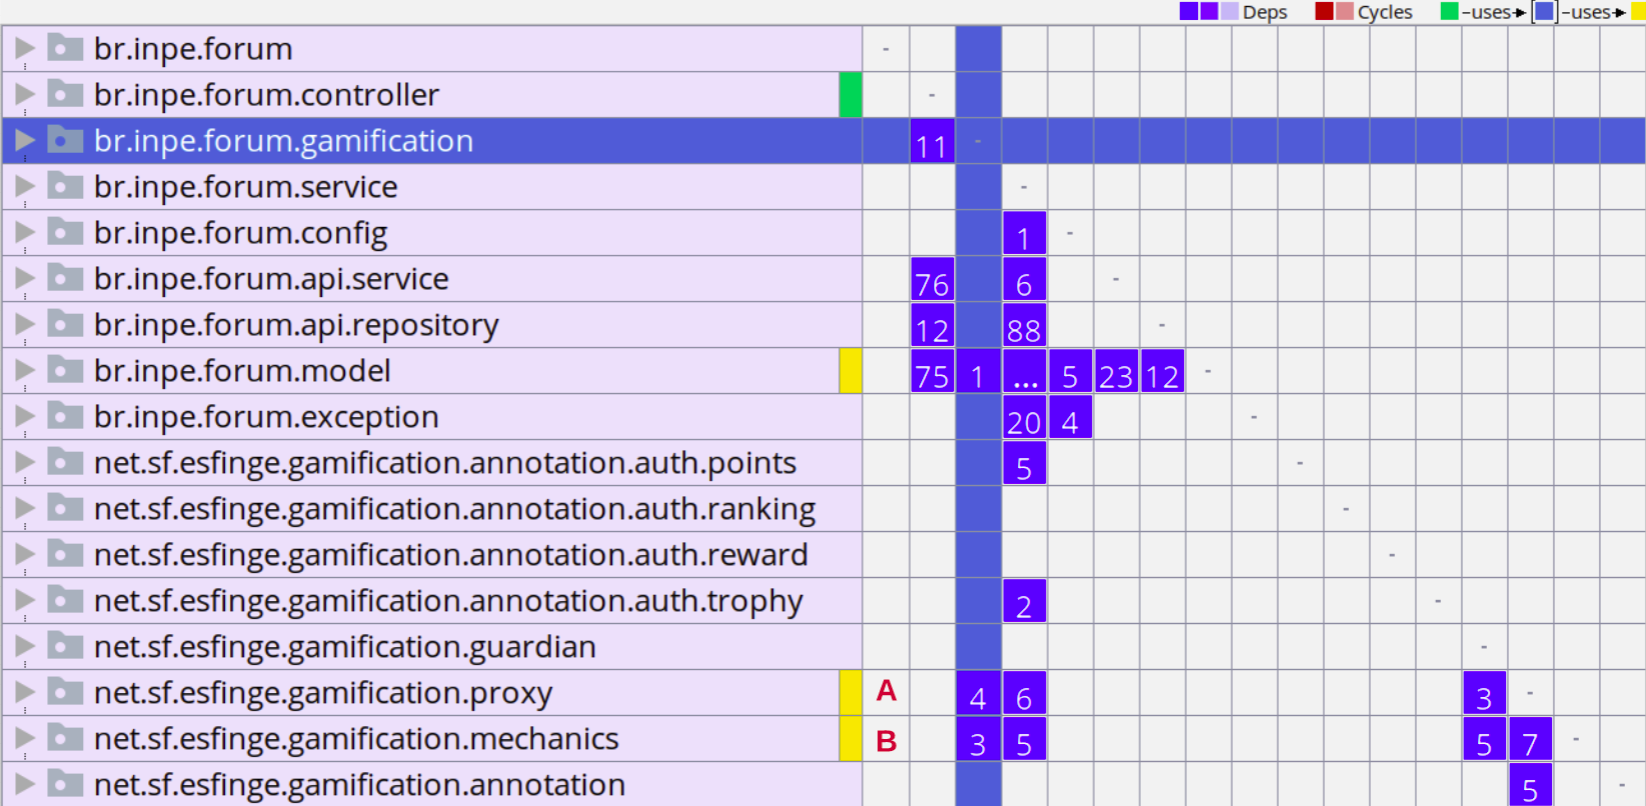 Deps Cycles –uses→ [ ] –uses→
br.inpe.forum -
br.inpe.forum.controller -
br.inpe.forum.gamification 11 -
br.inpe.forum.service -
br.inpe.forum.config 1 -
br.inpe.forum.api.service 76 6 -
br.inpe.forum.api.repository 12 88 -
br.inpe.forum.model 75 1 ... 5 23 12 -
br.inpe.forum.exception 20 4 -
net.sf.esfinge.gamification.annotation.auth.points 5 -
net.sf.esfinge.gamification.annotation.auth.ranking -
net.sf.esfinge.gamification.annotation.auth.reward -
net.sf.esfinge.gamification.annotation.auth.trophy 2 -
net.sf.esfinge.gamification.guardian -
net.sf.esfinge.gamification.proxy A 4 6 3 -
net.sf.esfinge.gamification.mechanics B 3 5 5 7 -
net.sf.esfinge.gamification.annotation 5 -